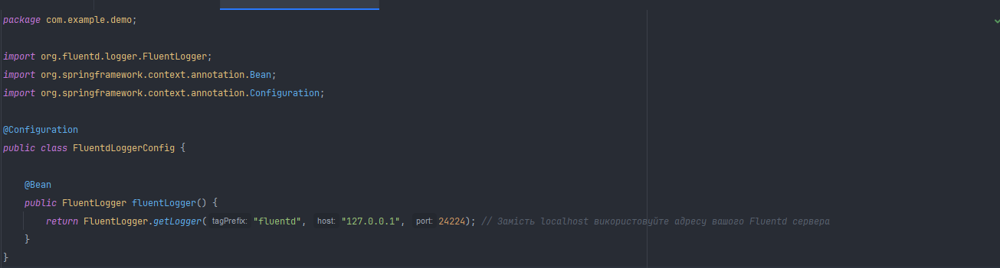 package com.example.demo;
import org.fluentd.logger.FluentLogger;
import org.springframework.context.annotation.Bean;
import org.springframework.context.annotation.Configuration;
@Configuration
public class FluentdLoggerConfig {
@Bean
public FluentLogger fluentLogger() {
return FluentLogger.getLogger( tagPrefix: "fluentd", host: "127.0.0.1", port: 24224); // Замість localhost використовуйте адресу вашого Fluentd сервера
}
}